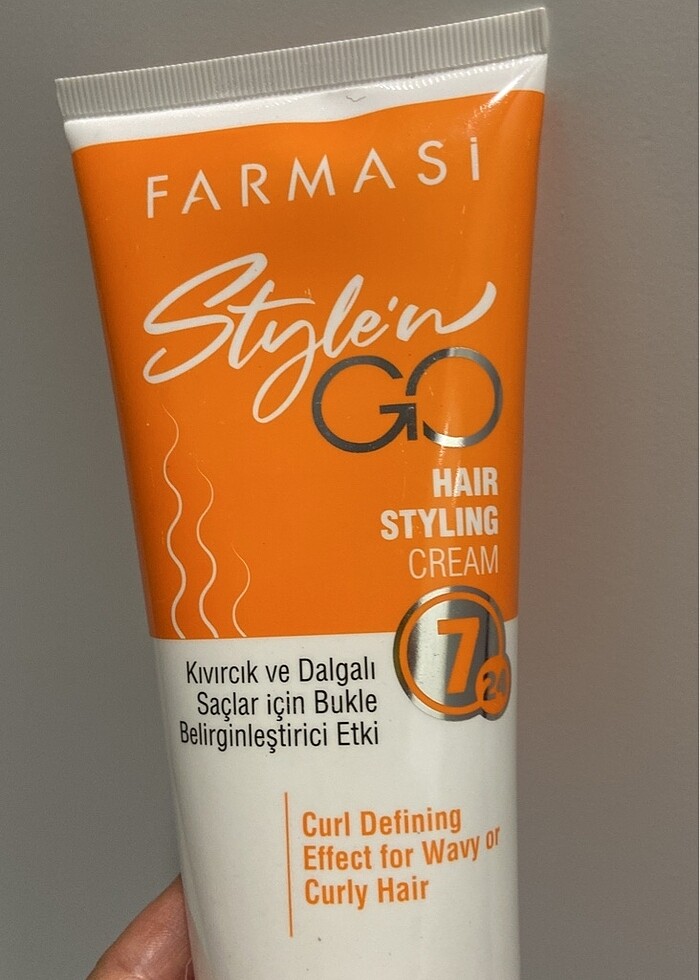 FARMASİ
Style'n
GO
HAIR
STYLING
CREAM
7
24
Kıvırcık ve Dalgalı
Saçlar için Bukle
Belirginleştirici Etki
Curl Defining
Effect for Wavy or
Curly Hair